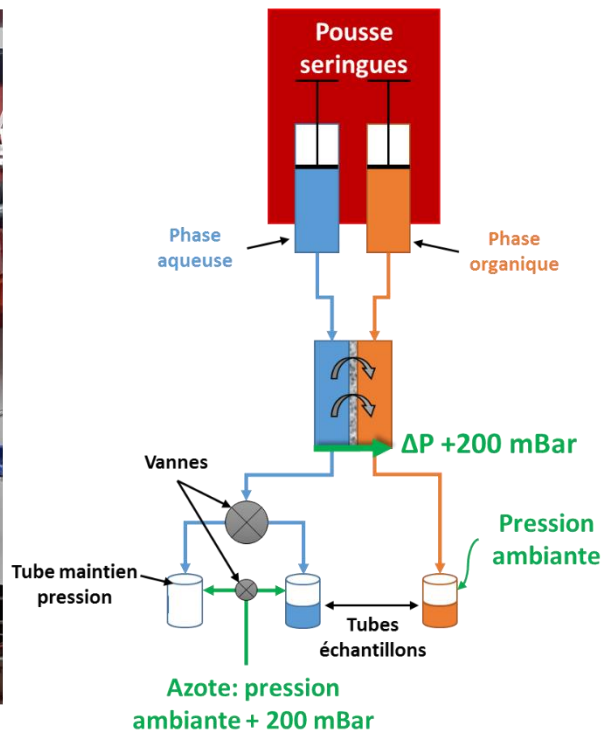 Pousse
seringues
Phase
aqueuse
Phase
organique
ΔP +200 mBar
Vannes
Pression
ambiante
Tube maintien
pression
Tubes
échantillons
Azote: pression
ambiante + 200 mBar